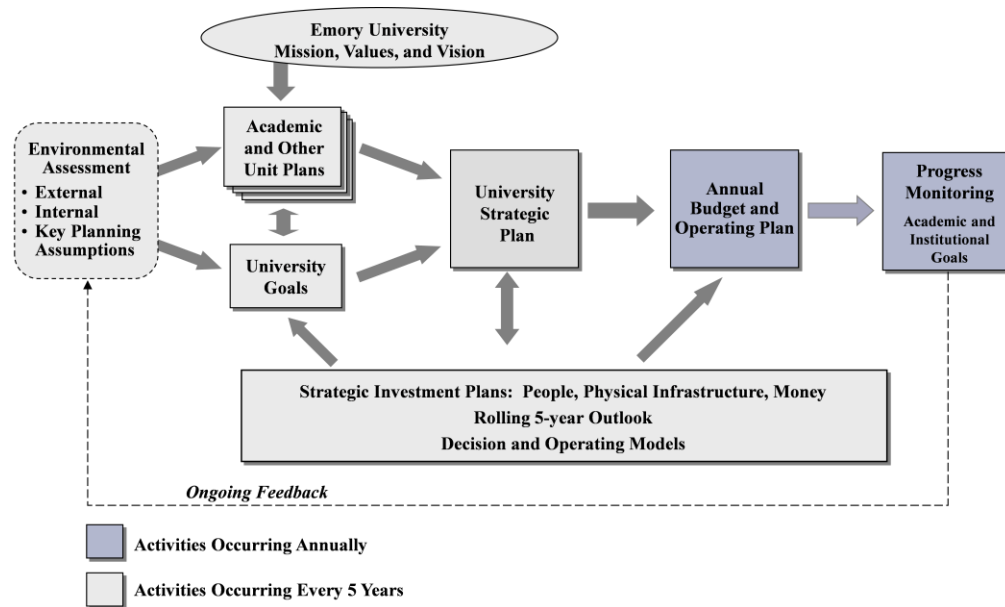 Emory University
Mission, Values, and Vision
Environmental
Assessment
• External
• Internal
• Key Planning
Assumptions
Academic
and Other
Unit Plans
University
Goals
University
Strategic
Plan
Annual
Budget and
Operating Plan
Progress
Monitoring
Academic and
Institutional
Goals
Strategic Investment Plans: People, Physical Infrastructure, Money
Rolling 5-year Outlook
Decision and Operating Models
Ongoing Feedback
Activities Occurring Annually
Activities Occurring Every 5 Years